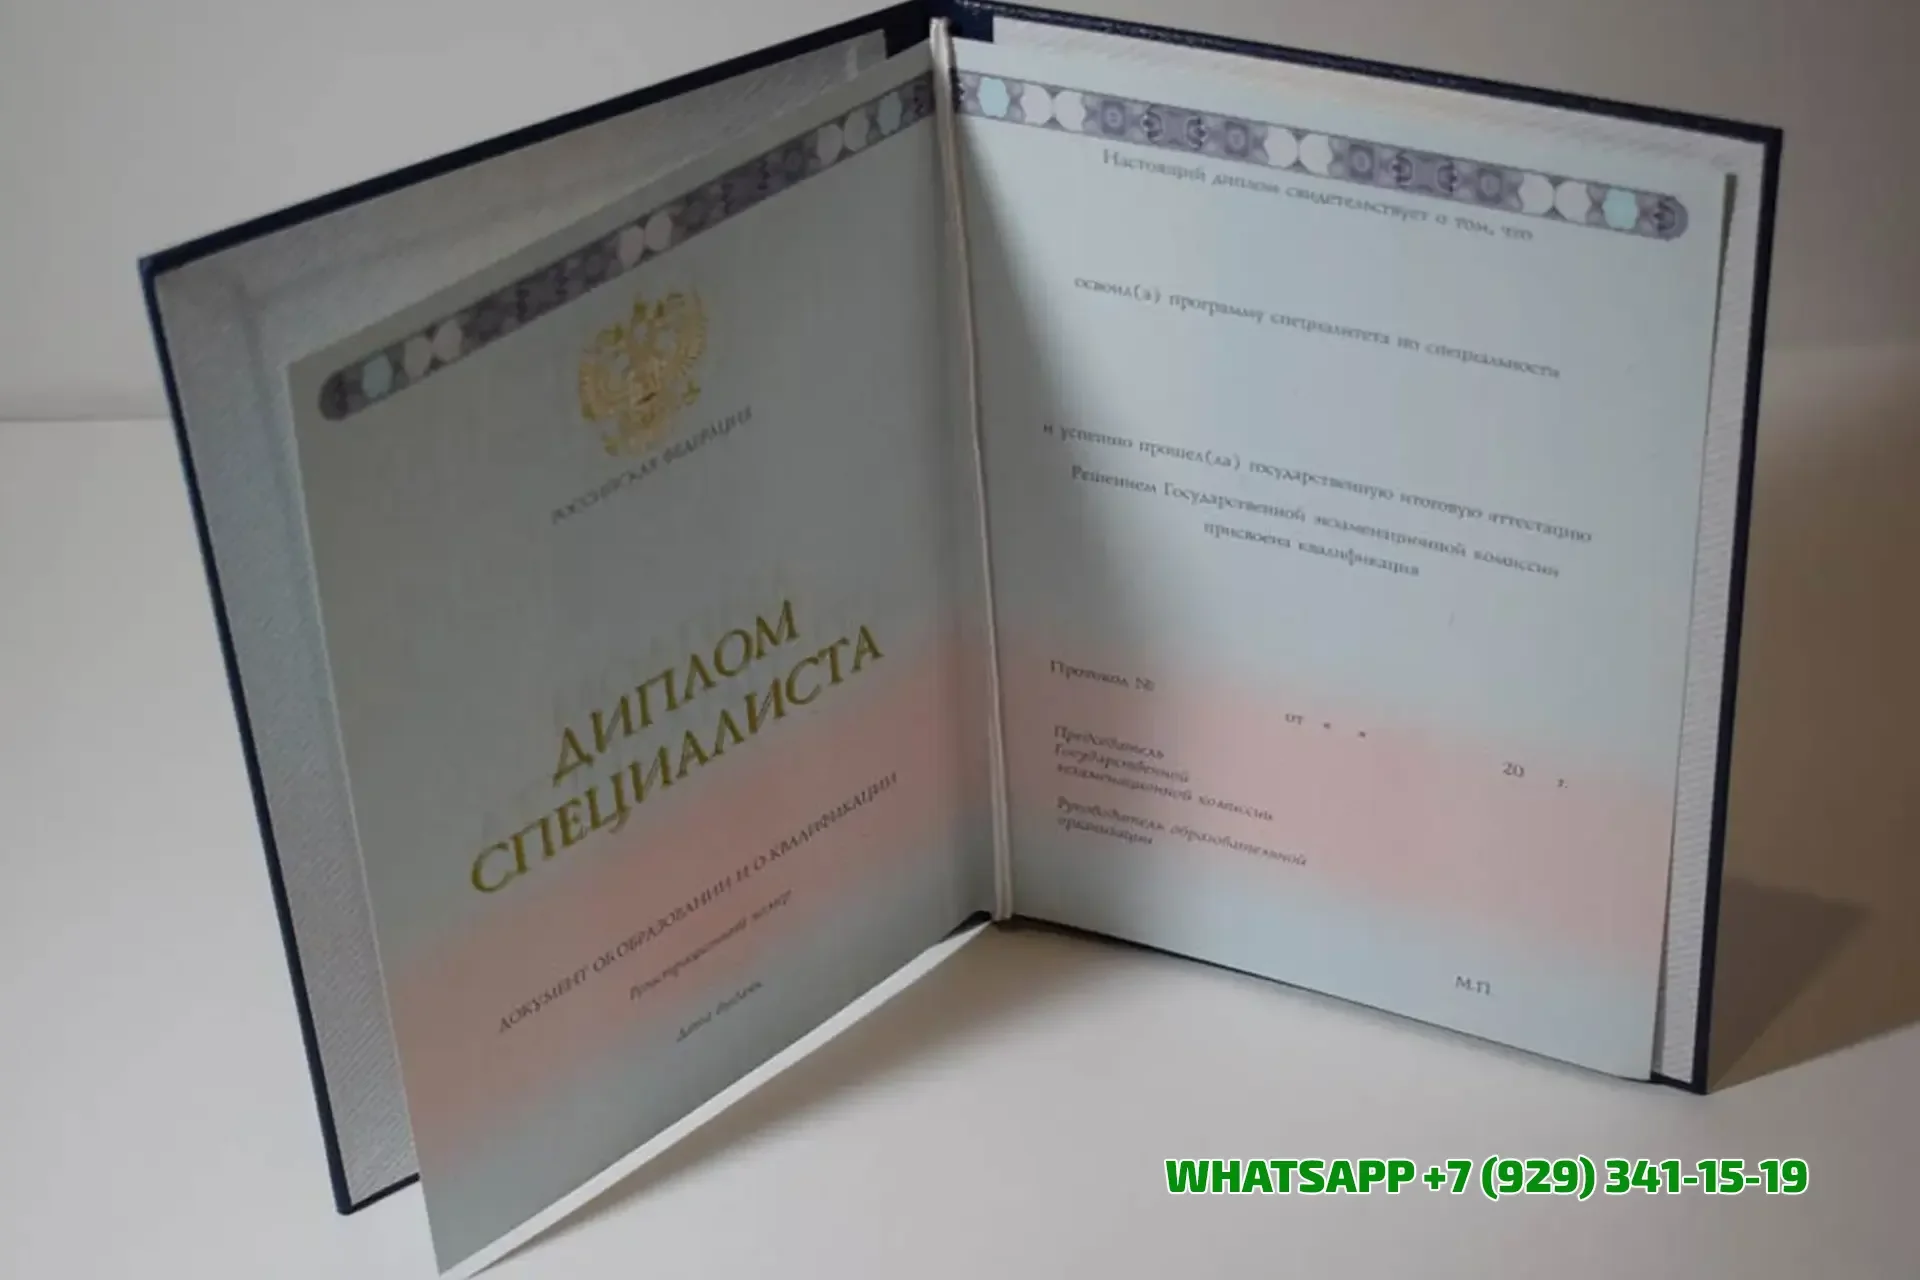 РОССИЙСКАЯ ФЕДЕРАЦИЯ
ДИПЛОМ
СПЕЦИАЛИСТА
ДОКУМЕНТ ОБ ОБРАЗОВАНИИ И О КВАЛИФИКАЦИИ
Регистрационный номер
Дата выдачи
Настоящий диплом свидетельствует о том, что
освоил(а) программу специалитета по специальности
и успешно прошел(ла) государственную итоговую аттестацию
Решением Государственной экзаменационной комиссии
присвоена квалификация
Протокол №
от « »
20 г.
Председатель
Государственной
экзаменационной комиссии
Руководитель образовательной
организации
М.П.
WHATSAPP +7 (929) 341-15-19